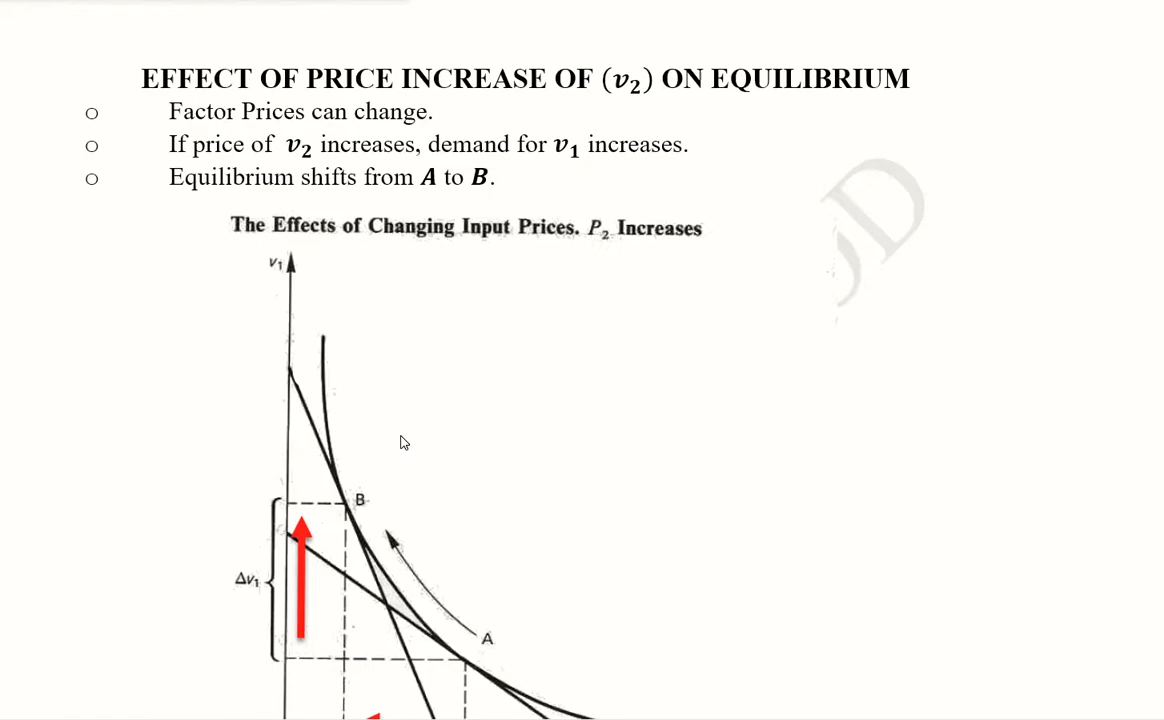 EFFECT OF PRICE INCREASE OF (v₂) ON EQUILIBRIUM
○ Factor Prices can change.
○ If price of v₂ increases, demand for v₁ increases.
○ Equilibrium shifts from A to B.
The Effects of Changing Input Prices. P₂ Increases
v₁
B
Δv₁
A